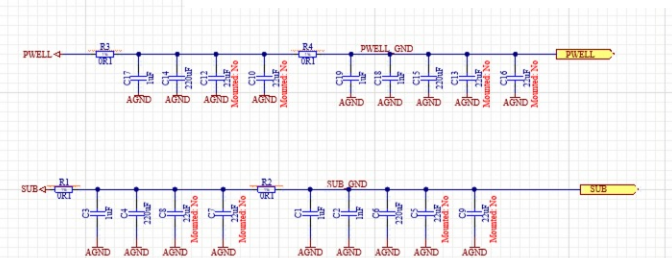 R3
R4
PWELL
0R1
0R1
PWELL_GND
PWELL
C17
1uF
C14
220uF
C12
22uF
Mounted: No
C10
22uF
Mounted: No
C19
1uF
C18
1uF
C15
220uF
C13
22uF
Mounted: No
C16
22uF
Mounted: No
AGND
AGND
AGND
AGND
AGND
AGND
AGND
AGND
AGND
R1
R2
SUB
0R1
0R1
SUB_GND
SUB
C3
1uF
C4
220uF
C8
22uF
Mounted: No
C7
22uF
Mounted: No
C1
1uF
C2
1uF
C6
220uF
C5
22uF
Mounted: No
C9
22uF
Mounted: No
AGND
AGND
AGND
AGND
AGND
AGND
AGND
AGND
AGND